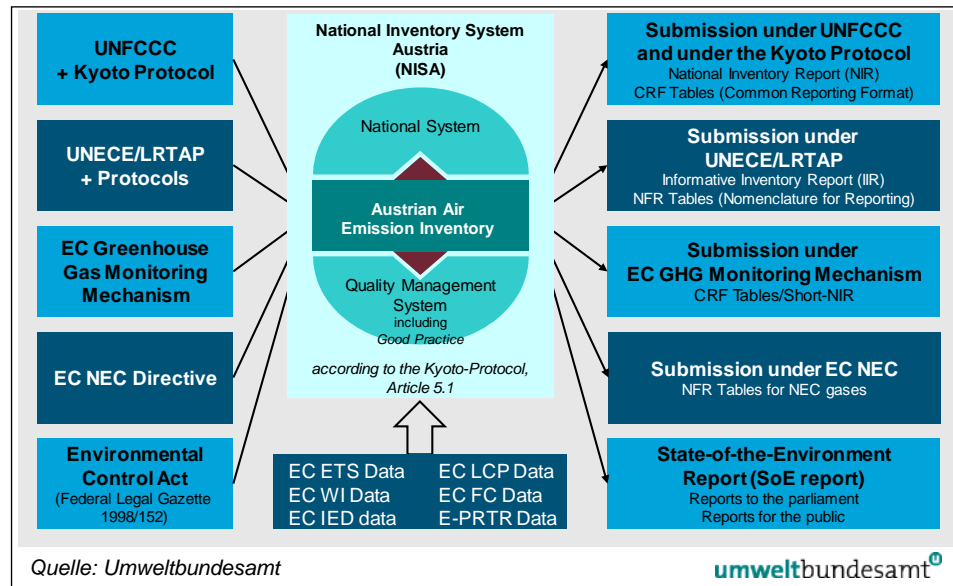 UNFCCC
+ Kyoto Protocol
UNECE/LRTAP
+ Protocols
EC Greenhouse
Gas Monitoring
Mechanism
EC NEC Directive
Environmental
Control Act
(Federal Legal Gazette
1998/152)
National Inventory System
Austria
(NISA)
National System
Austrian Air
Emission Inventory
Quality Management
System
including
Good Practice
according to the Kyoto-Protocol,
Article 5.1
EC ETS Data
EC WI Data
EC IED data
EC LCP Data
EC FC Data
E-PRTR Data
Submission under UNFCCC
and under the Kyoto Protocol
National Inventory Report (NIR)
CRF Tables (Common Reporting Format)
Submission under
UNECE/LRTAP
Informative Inventory Report (IIR)
NFR Tables (Nomenclature for Reporting)
Submission under
EC GHG Monitoring Mechanism
CRF Tables/Short-NIR
Submission under EC NEC
NFR Tables for NEC gases
State-of-the-Environment
Report (SoE report)
Reports to the parliament
Reports for the public
Quelle: Umweltbundesamt
umweltbundesamt